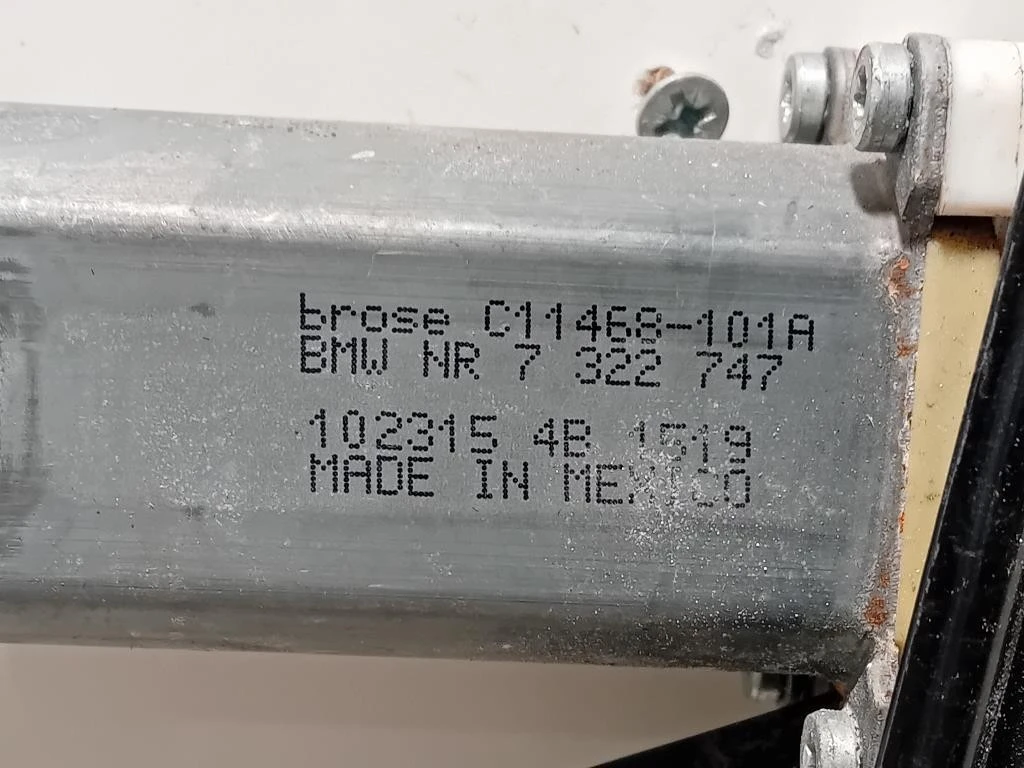 brose C11468-101A
BMW NR 7 322 747
102315 4B 1519
MADE IN MEXICO